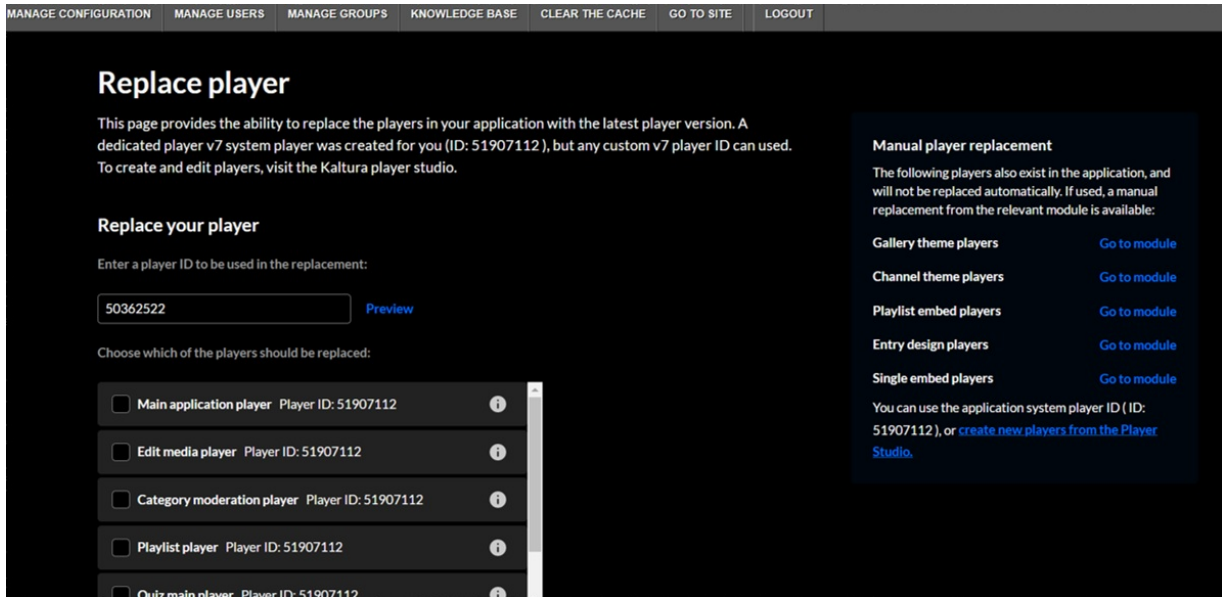 MANAGE CONFIGURATION MANAGE USERS MANAGE GROUPS KNOWLEDGE BASE CLEAR THE CACHE GO TO SITE LOGOUT
Replace player
This page provides the ability to replace the players in your application with the latest player version. A
dedicated player v7 system player was created for you (ID: 51907112 ), but any custom v7 player ID can used.
To create and edit players, visit the Kaltura player studio.
Replace your player
Enter a player ID to be used in the replacement:
50362522 Preview
Choose which of the players should be replaced:
Main application player Player ID: 51907112
Edit media player Player ID: 51907112
Category moderation player Player ID: 51907112
Playlist player Player ID: 51907112
Quiz main player Player ID: 51907112
Manual player replacement
The following players also exist in the application, and
will not be replaced automatically. If used, a manual
replacement from the relevant module is available:
Gallery theme players Go to module
Channel theme players Go to module
Playlist embed players Go to module
Entry design players Go to module
Single embed players Go to module
You can use the application system player ID ( ID:
51907112 ), or create new players from the Player
Studio.